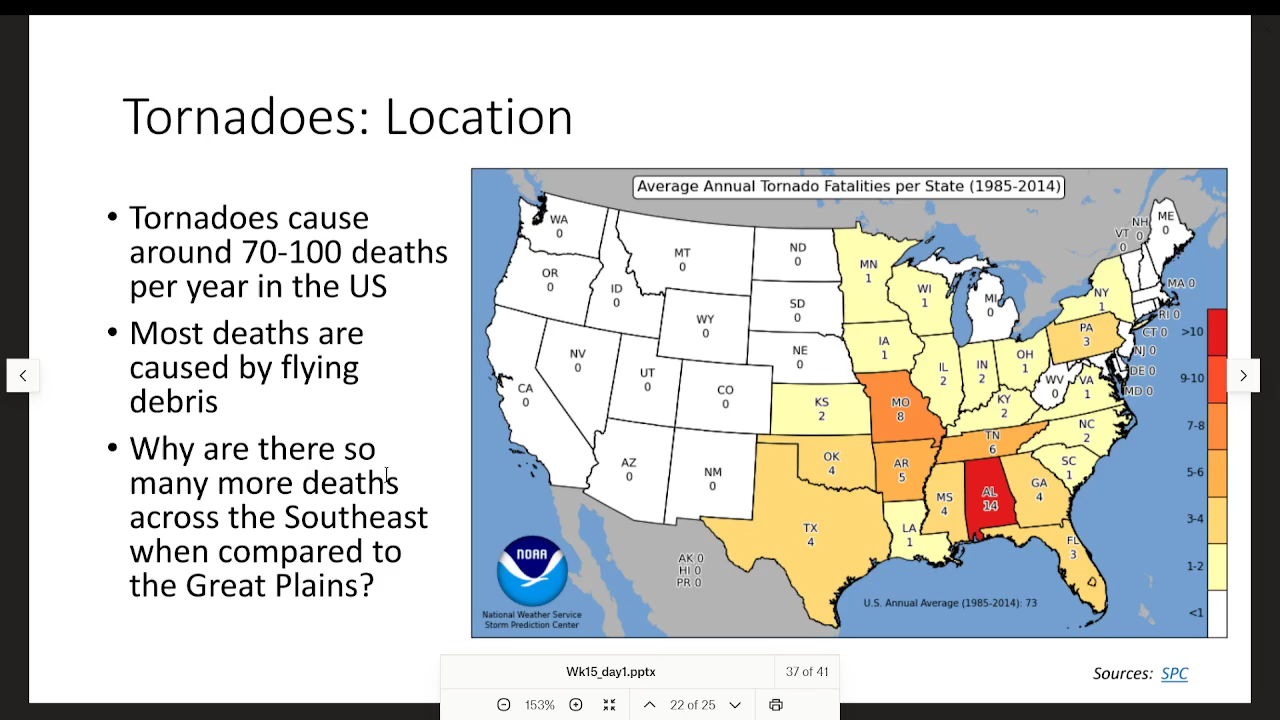 Tornadoes: Location
• Tornadoes cause
around 70-100 deaths
per year in the US
• Most deaths are
caused by flying
debris
• Why are there so
many more deaths
across the Southeast
when compared to
the Great Plains?
Average Annual Tornado Fatalities per State (1985-2014)
WA
0
OR
0
CA
0
NV
0
ID
0
MT
0
WY
0
UT
0
AZ
0
CO
0
NM
0
ND
0
SD
0
NE
0
KS
2
OK
4
TX
4
MN
1
IA
1
MO
8
AR
5
LA
1
WI
1
IL
2
MI
0
IN
2
OH
1
KY
2
TN
6
MS
4
AL
14
GA
4
FL
3
SC
1
NC
2
VA
1
WV
0
PA
3
NY
1
VT
0
NH
0
ME
0
MA 0
RI 0
CT 0
NJ 0
DE 0
MD 0
AK 0
HI 0
PR 0
>10
9-10
7-8
5-6
3-4
1-2
<1
NOAA
National Weather Service
Storm Prediction Center
U.S. Annual Average (1985-2014): 73
Sources: SPC
Wk15_day1.pptx
37 of 41
153%
22 of 25